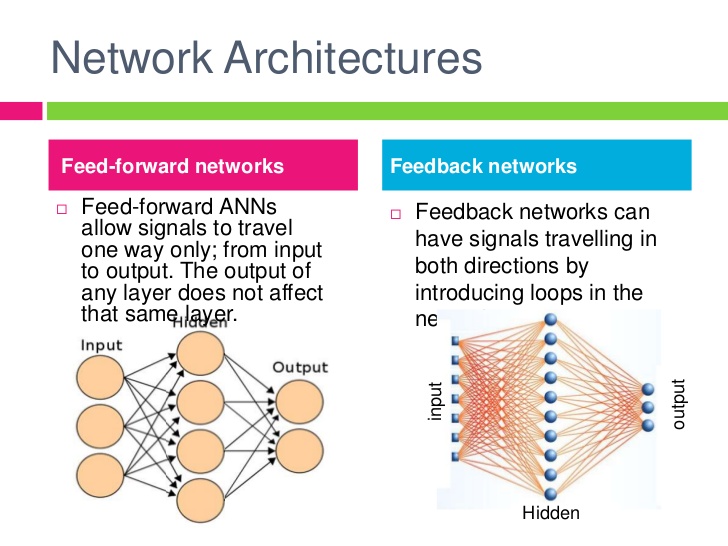 Network Architectures
Feed-forward networks
Feed-forward ANNs
allow signals to travel
one way only; from input
to output. The output of
any layer does not affect
that same layer.
Hidden
Input
Output
Feedback networks
Feedback networks can
have signals travelling in
both directions by
introducing loops in the
input
output
Hidden